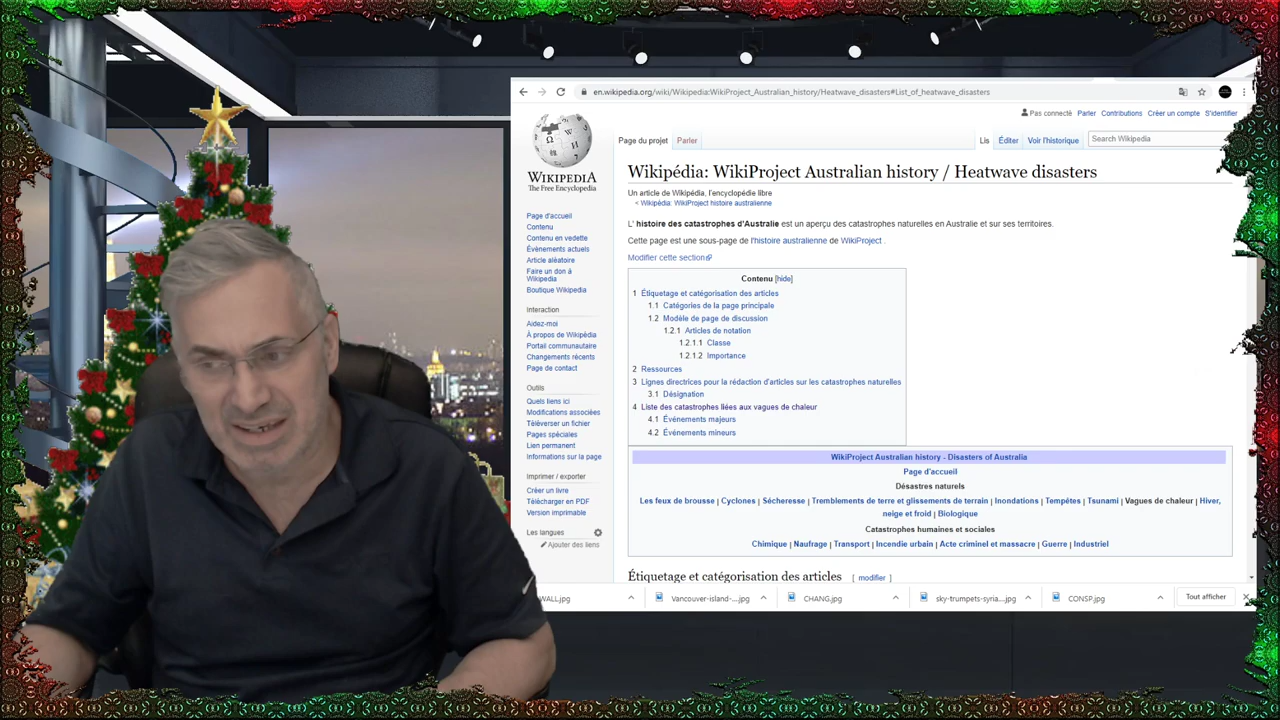 en.wikipedia.org/wiki/Wikipedia:WikiProject_Australian_history/Heatwave_disasters#List_of_heatwave_disasters
Pas connecté Parler Contributions Créer un compte S'identifier
Page du projet Parler Lis Éditer Voir l'historique Search Wikipedia
WIKIPEDIA
The Free Encyclopedia
Page d'accueil
Contenu
Contenu en vedette
Évènements actuels
Article aléatoire
Faire un don à
Wikipedia
Boutique Wikipedia
Interaction
Aidez-moi
À propos de Wikipédia
Portail communautaire
Changements récents
Page de contact
Outils
Quels liens ici
Modifications associées
Téléverser un fichier
Pages spéciales
Lien permanent
Informations sur la page
Imprimer / exporter
Créer un livre
Télécharger en PDF
Version imprimable
Les langues
Ajouter des liens
Wikipédia: WikiProject Australian history / Heatwave disasters
Un article de Wikipédia, l'encyclopédie libre
< Wikipédia: WikiProject histoire australienne
L' histoire des catastrophes d'Australie est un aperçu des catastrophes naturelles en Australie et sur ses territoires.
Cette page est une sous-page de l'histoire australienne de WikiProject .
Modifier cette section
Contenu [hide]
1 Étiquetage et catégorisation des articles
1.1 Catégories de la page principale
1.2 Modèle de page de discussion
1.2.1 Articles de notation
1.2.1.1 Classe
1.2.1.2 Importance
2 Ressources
3 Lignes directrices pour la rédaction d'articles sur les catastrophes naturelles
3.1 Désignation
4 Liste des catastrophes liées aux vagues de chaleur
4.1 Événements majeurs
4.2 Événements mineurs
WikiProject Australian history - Disasters of Australia
Page d'accueil
Désastres naturels
Les feux de brousse | Cyclones | Sécheresse | Tremblements de terre et glissements de terrain | Inondations | Tempêtes | Tsunami | Vagues de chaleur | Hiver,
neige et froid | Biologique
Catastrophes humaines et sociales
Chimique | Naufrage | Transport | Incendie urbain | Acte criminel et massacre | Guerre | Industriel
Étiquetage et catégorisation des articles [ modifier ]
WALL.jpg Vancouver-island-....jpg CHANG.jpg sky-trumpets-syria....jpg CONSP.jpg Tout afficher